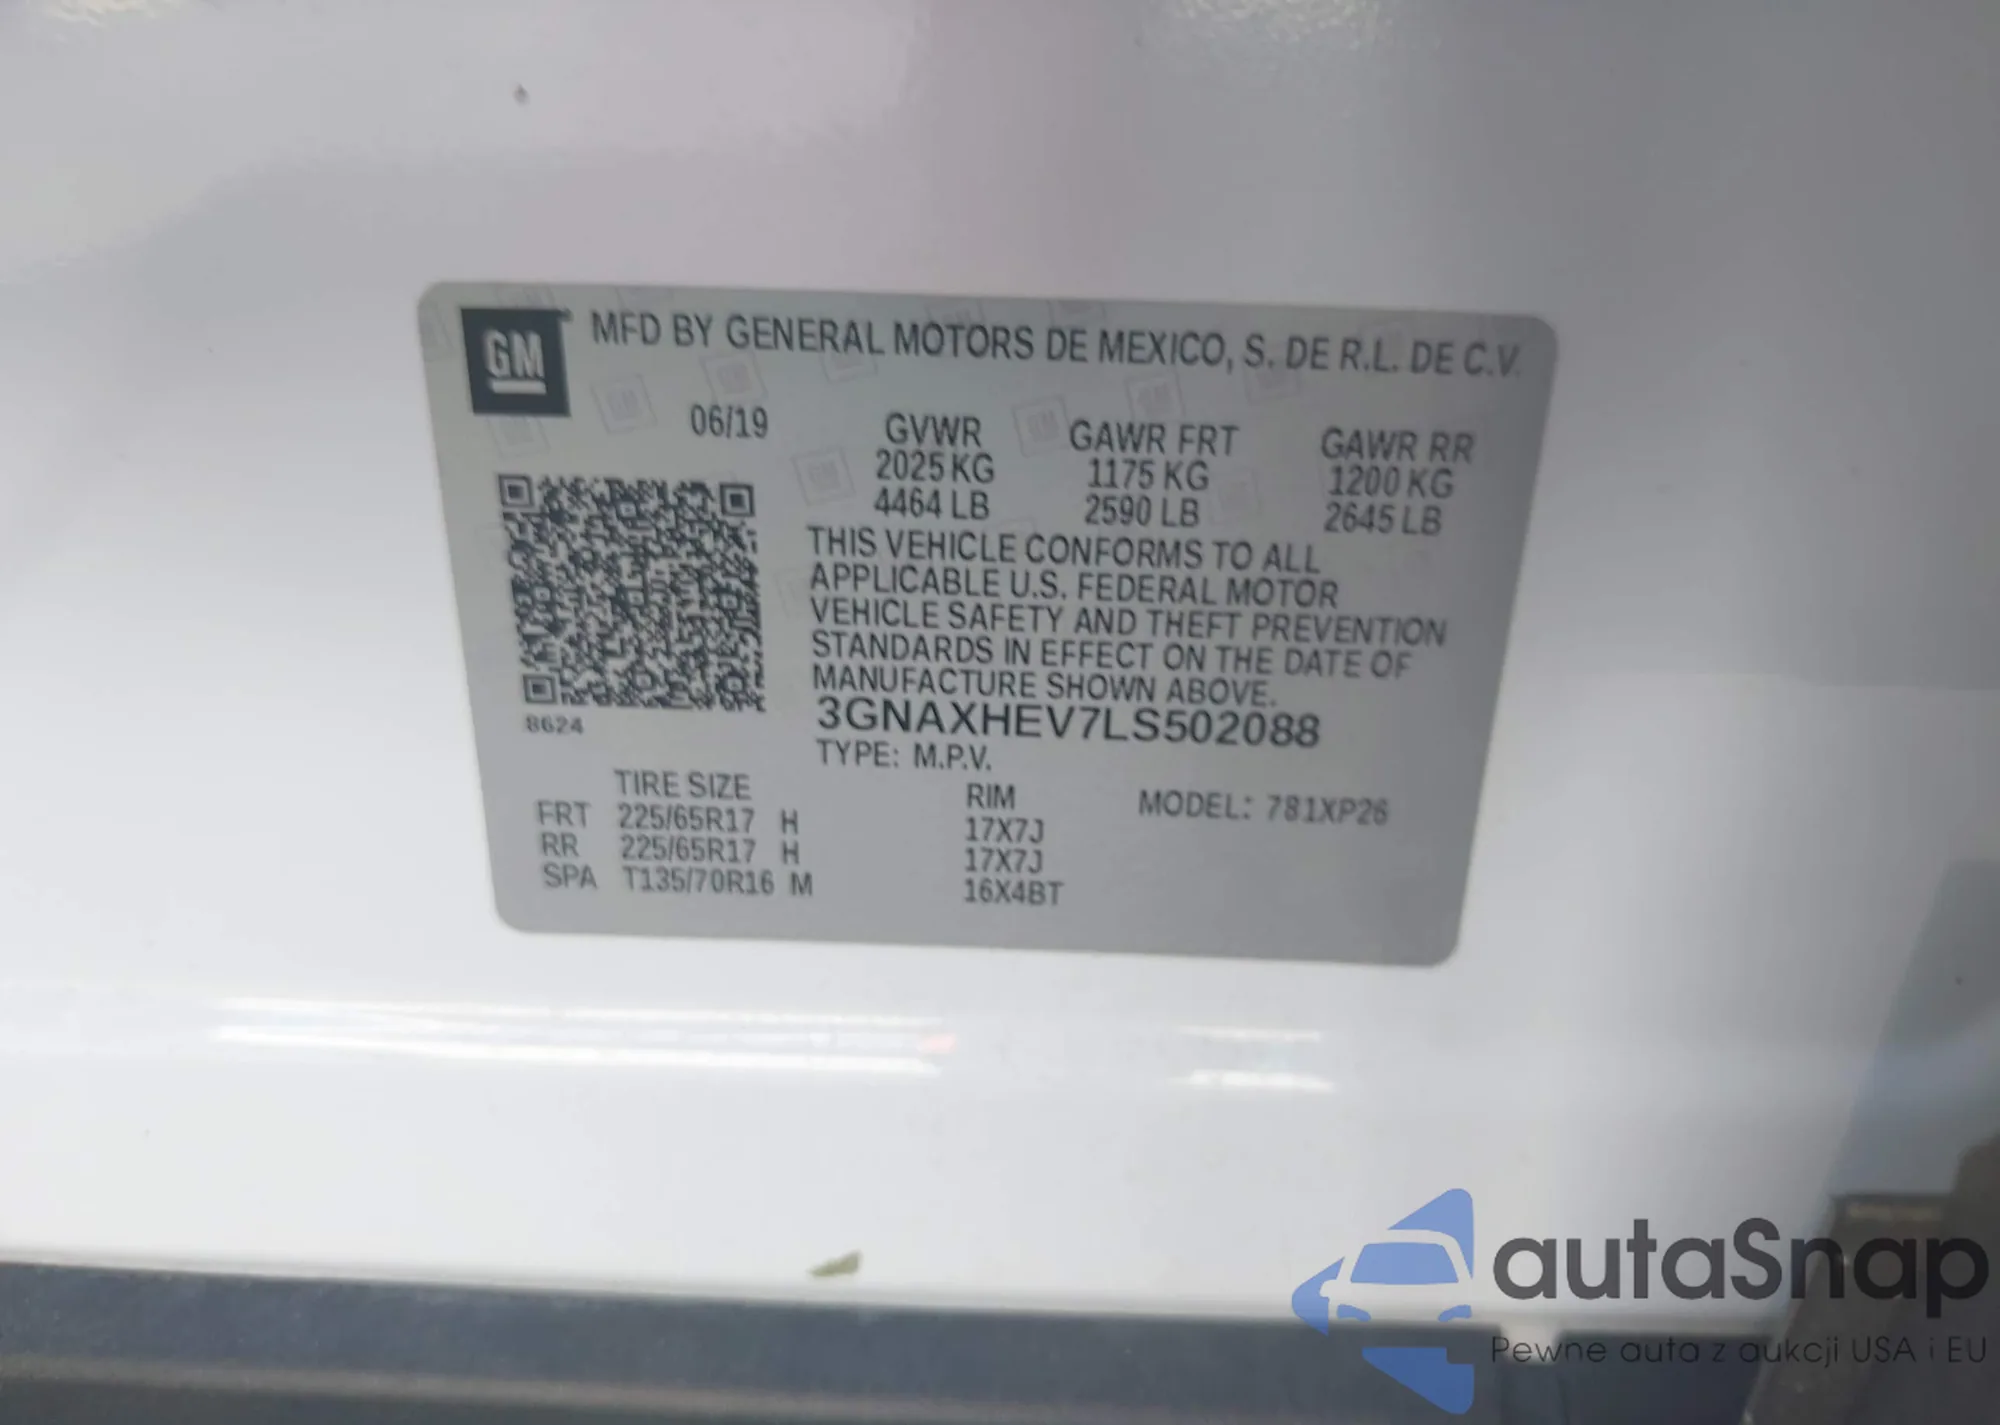 GM MFD BY GENERAL MOTORS DE MEXICO, S. DE R.L. DE C.V.
06/19 GVWR GAWR FRT GAWR RR
2025 KG 1175 KG 1200 KG
4464 LB 2590 LB 2645 LB
THIS VEHICLE CONFORMS TO ALL
APPLICABLE U.S. FEDERAL MOTOR
VEHICLE SAFETY AND THEFT PREVENTION
STANDARDS IN EFFECT ON THE DATE OF
MANUFACTURE SHOWN ABOVE.
8624 3GNAXHEV7LS502088
TYPE: M.P.V.
TIRE SIZE RIM MODEL: 781XP26
FRT 225/65R17 H 17X7J
RR 225/65R17 H 17X7J
SPA T135/70R16 M 16X4BT
autaSnap
Pewne auta z aukcji USA i EU